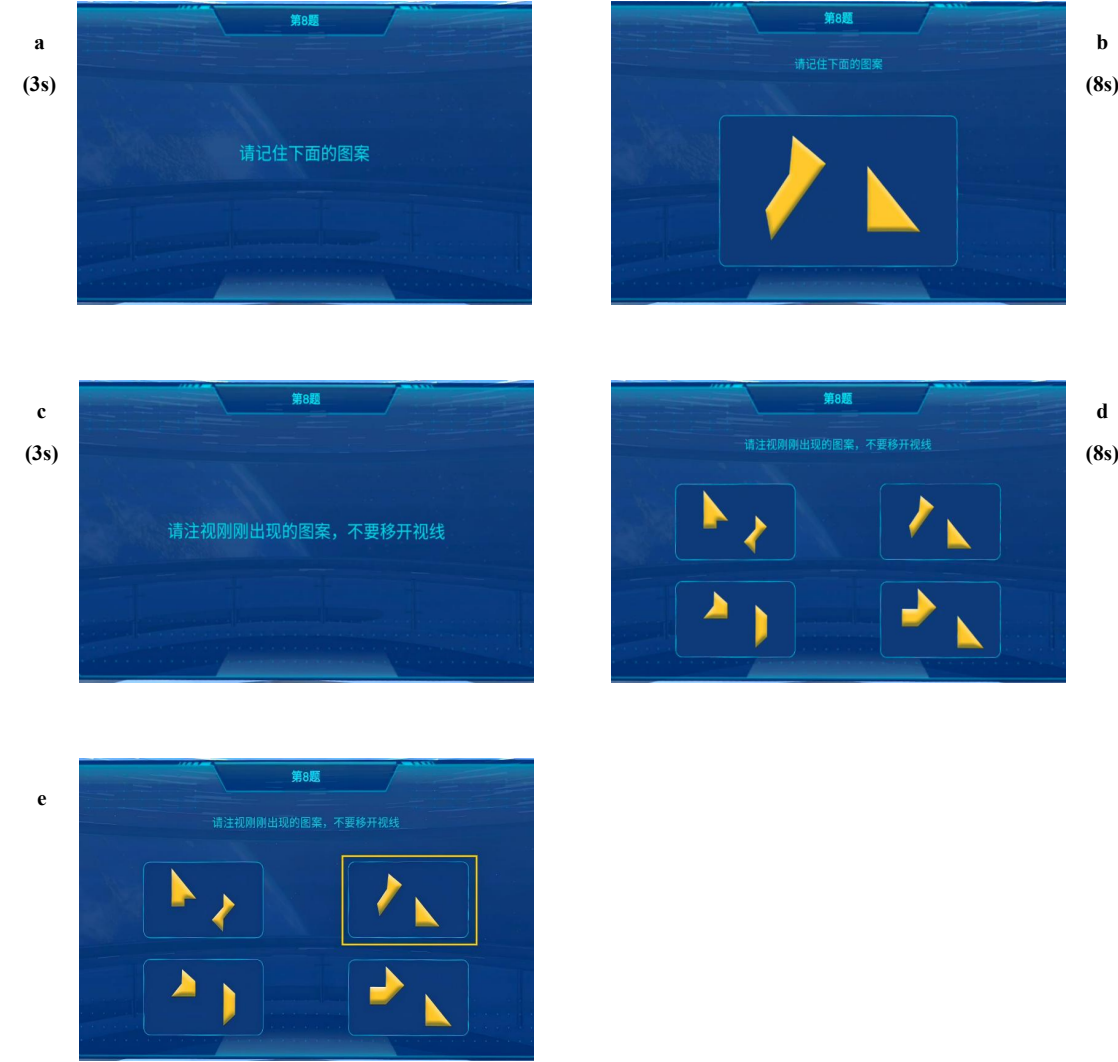 a
(3s)
第8题
请记住下面的图案
b
(8s)
第8题
请记住下面的图案
c
(3s)
第8题
请注视刚刚出现的图案，不要移开视线
d
(8s)
第8题
请注视刚刚出现的图案，不要移开视线
e
第8题
请注视刚刚出现的图案，不要移开视线